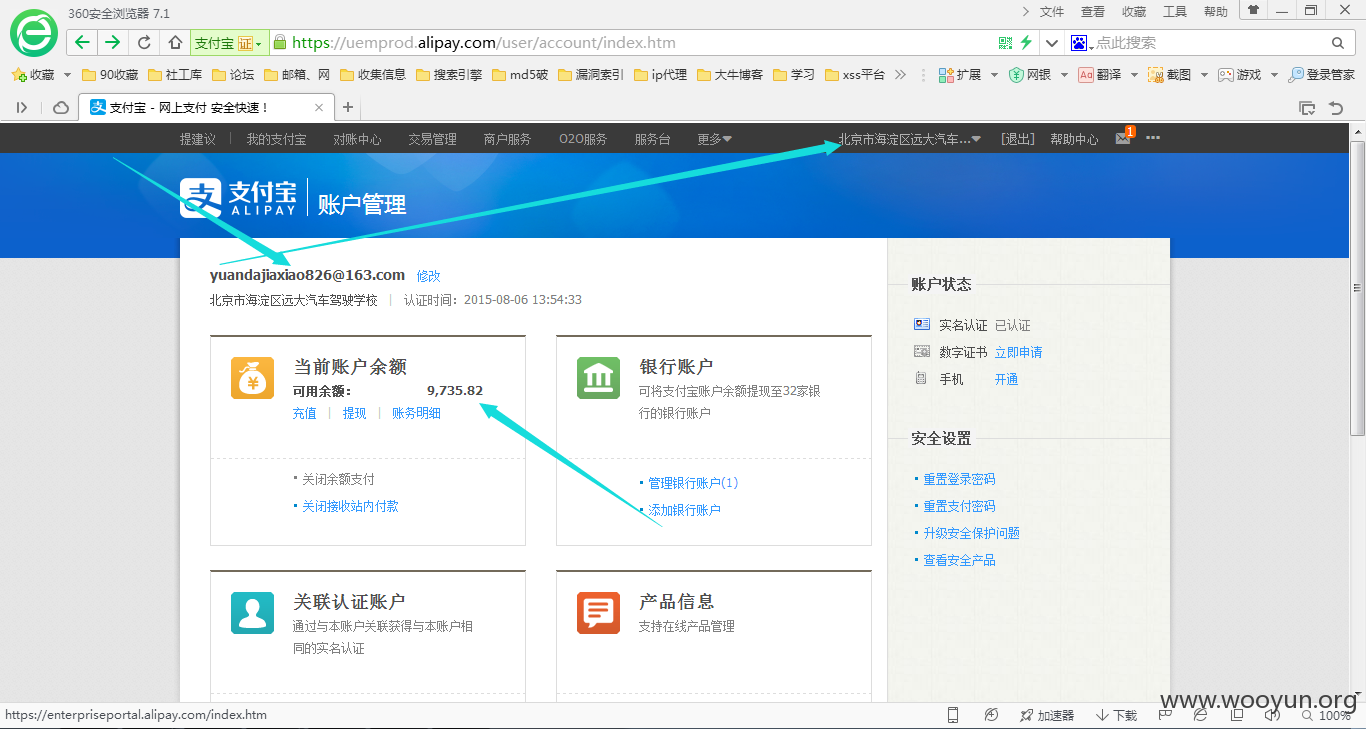 360安全浏览器 7.1
文件 查看 收藏 工具 帮助
支付宝 证 https://uemprod.alipay.com/user/account/index.htm 点此搜索
收藏 90收藏 社工库 论坛 邮箱、网 收集信息 搜索引擎 md5破 漏洞索引 ip代理 大牛博客 学习 xss平台 扩展 网银 Aa 翻译 截图 游戏 登录管家
支付宝 - 网上支付 安全快速！
提建议 我的支付宝 对账中心 交易管理 商户服务 O2O服务 服务台 更多 北京市海淀区远大汽车... [退出] 帮助中心 1
支付宝 ALIPAY 账户管理
yuandajiaxiao826@163.com 修改
北京市海淀区远大汽车驾驶学校 | 认证时间：2015-08-06 13:54:33
当前账户余额
可用余额： 9,735.82
充值 | 提现 | 账务明细
关闭余额支付
关闭接收站内付款
银行账户
可将支付宝账户余额提现至32家银
行的银行账户
管理银行账户(1)
添加银行账户
关联认证账户
通过与本账户关联获得与本账户相
同的实名认证
产品信息
支持在线产品管理
账户状态
实名认证 已认证
数字证书 立即申请
手机 开通
安全设置
重置登录密码
重置支付密码
升级安全保护问题
查看安全产品
www.wooyun.org
https://enterpriseportal.alipay.com/index.htm 加速器 下载 100%